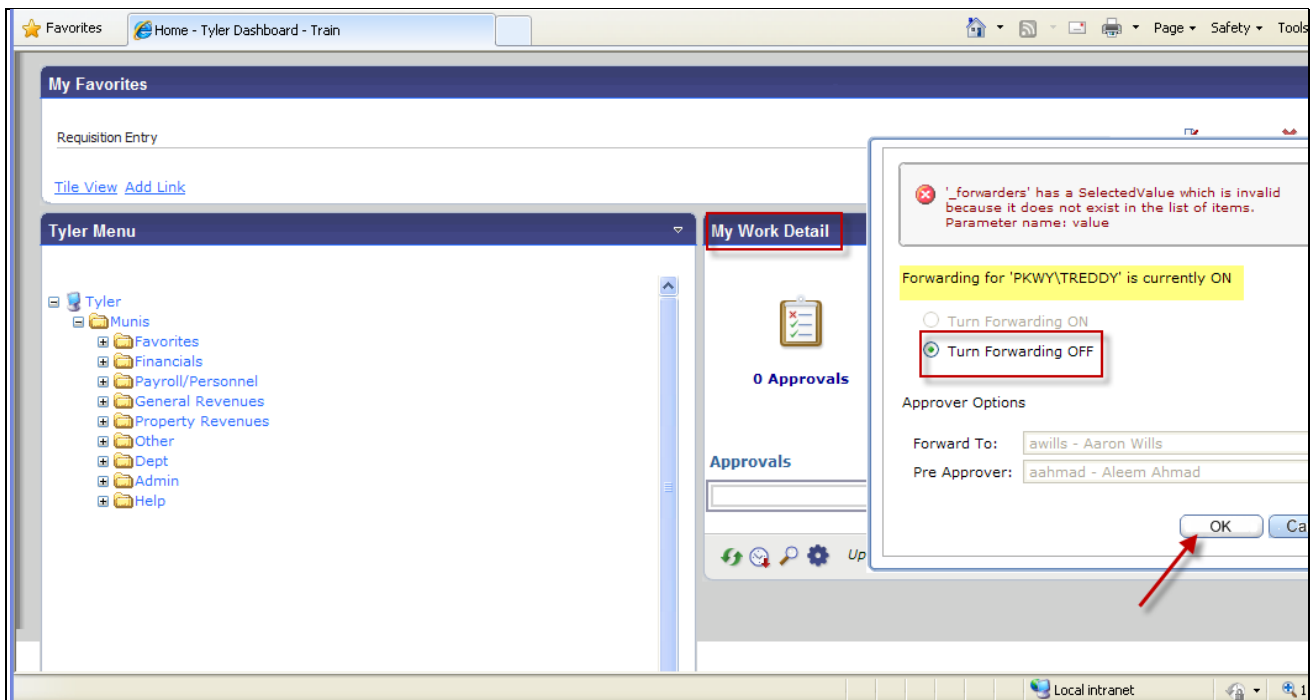 Favorites
Home - Tyler Dashboard - Train
Page
Safety
Tools
My Favorites
Requisition Entry
Tile View Add Link
Tyler Menu
Tyler
Munis
Favorites
Financials
Payroll/Personnel
General Revenues
Property Revenues
Other
Dept
Admin
Help
My Work Detail
0 Approvals
Approvals
Up
'_forwarders' has a SelectedValue which is invalid
because it does not exist in the list of items.
Parameter name: value
Forwarding for 'PKWY\TREDDY' is currently ON
Turn Forwarding ON
Turn Forwarding OFF
Approver Options
Forward To: awills - Aaron Wills
Pre Approver: aahmad - Aleem Ahmad
OK
Ca
Local intranet
1